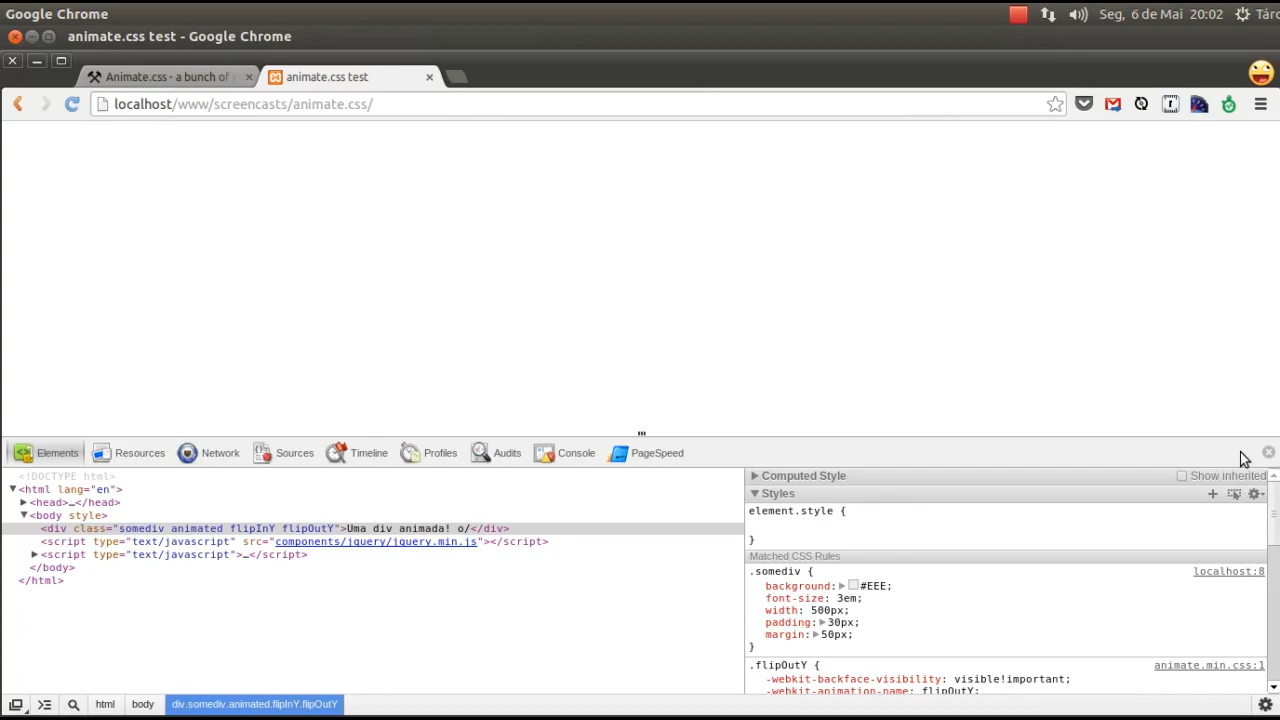 Google Chrome
Seg, 6 de Mai 20:02
animate.css test - Google Chrome
Animate.css - a bunch of
animate.css test
localhost/www/screencasts/animate.css/
Elements Resources Network Sources Timeline Profiles Audits Console PageSpeed
<!DOCTYPE html>
<html lang="en">
<head>…</head>
<body style>
<div class="somediv animated flipInY flipOutY">Uma div animada! o/</div>
<script type="text/javascript" src="components/jquery/jquery.min.js"></script>
<script type="text/javascript">…</script>
</body>
</html>
Computed Style Show inherited
Styles
element.style {
}
Matched CSS Rules
.somediv { localhost:8
background: #EEE;
font-size: 3em;
width: 500px;
padding: 30px;
margin: 50px;
}
.flipOutY { animate.min.css:1
-webkit-backface-visibility: visible!important;
-webkit-animation-name: flipOutY;
html body div.somediv.animated.flipInY.flipOutY